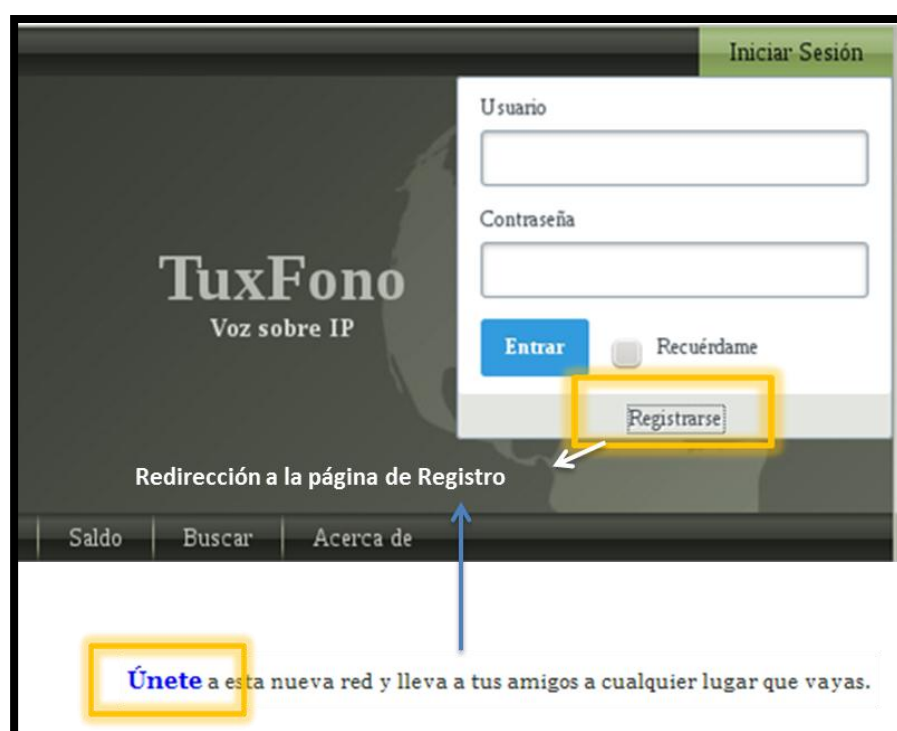 Iniciar Sesión
Usuario
Contraseña
TuxFono
Voz sobre IP
Entrar
Recuérdame
Registrarse
Redirección a la página de Registro
Saldo
Buscar
Acerca de
Únete a esta nueva red y lleva a tus amigos a cualquier lugar que vayas.